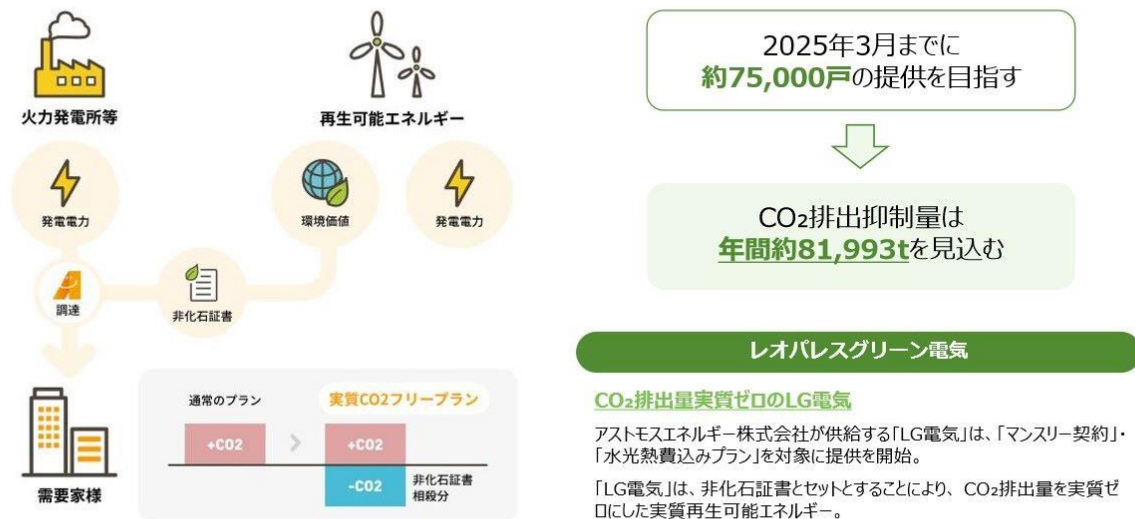 火力発電所等
再生可能エネルギー
発電電力
環境価値
発電電力
調達
非化石証書
需要家様
通常のプラン
実質CO2フリープラン
+CO2
+CO2
-CO2
非化石証書
相殺分
2025年3月までに
約75,000戸の提供を目指す
CO₂排出抑制量は
年間約81,993tを見込む
レオパレスグリーン電気
CO₂排出量実質ゼロのLG電気
アストモスエネルギー株式会社が供給する「LG電気」は、「マンスリー契約」・
「水光熱費込みプラン」を対象に提供を開始。
「LG電気」は、非化石証書とセットとすることにより、CO₂排出量を実質ゼ
ロにした実質再生可能エネルギー。